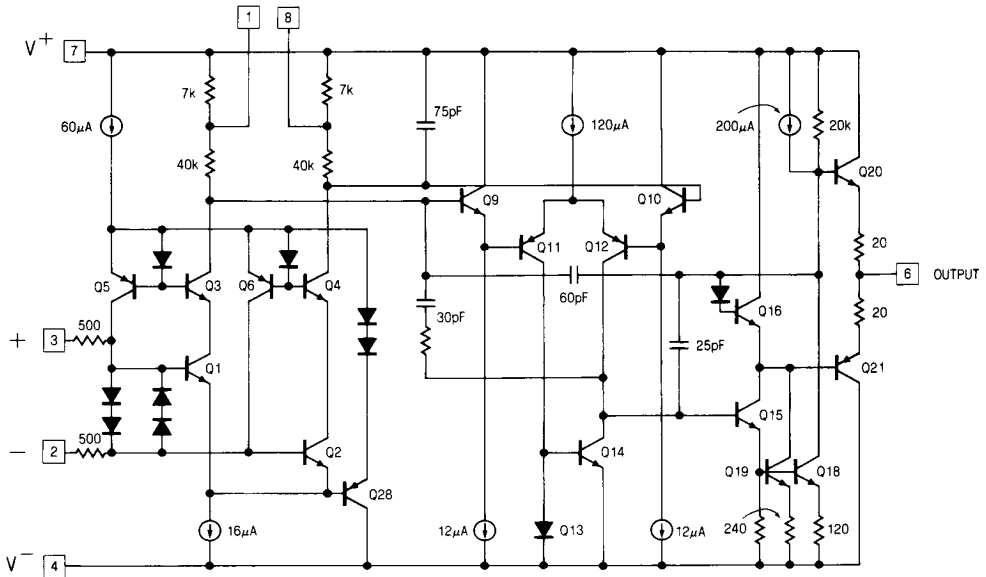 1 8
V+ 7
7k 7k
75pF
60μA 120μA 200μA 20k
40k 40k
Q20
Q9 Q10
20
Q11 Q12
6 OUTPUT
Q5 Q3 Q6 Q4
60pF
30pF
Q16
20
+ 3 500
25pF
Q1
Q21
Q15
- 2 500
Q2
Q14
Q19 Q18
Q28
16μA 12μA Q13 12μA 240 120
V- 4